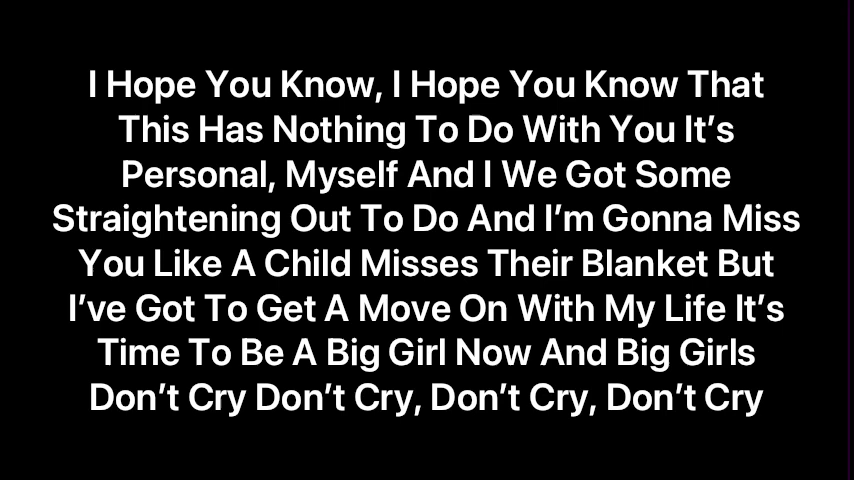 I Hope You Know, I Hope You Know That
This Has Nothing To Do With You It’s
Personal, Myself And I We Got Some
Straightening Out To Do And I’m Gonna Miss
You Like A Child Misses Their Blanket But
I’ve Got To Get A Move On With My Life It’s
Time To Be A Big Girl Now And Big Girls
Don’t Cry Don’t Cry, Don’t Cry, Don’t Cry